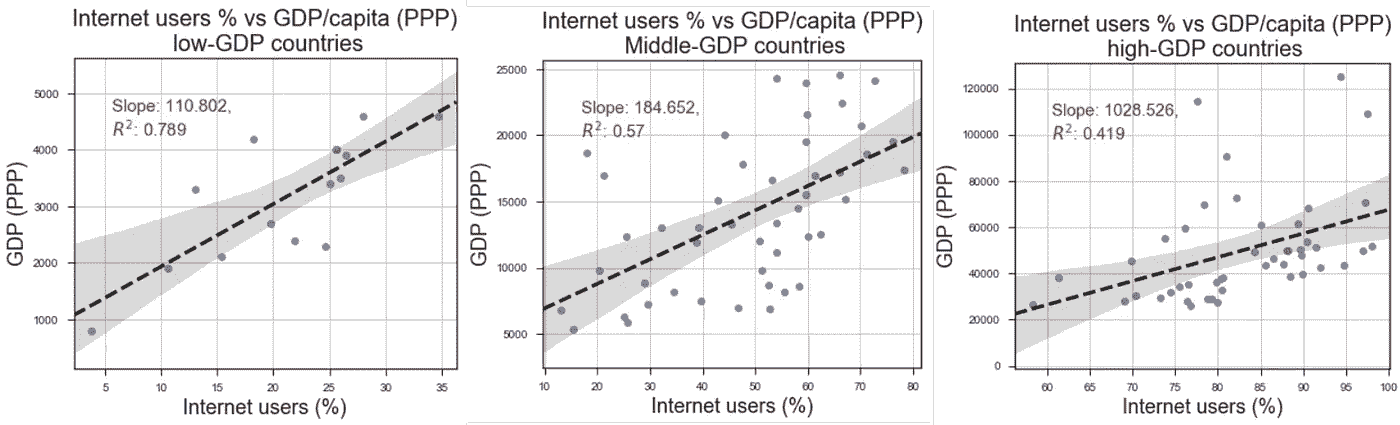 Internet users % vs GDP/capita (PPP)
low-GDP countries
Slope: 110.802,
R²: 0.789
GDP (PPP)
5000
4000
3000
2000
1000
5 10 15 20 25 30 35
Internet users (%)
Internet users % vs GDP/capita (PPP)
Middle-GDP countries
Slope: 184.652,
R²: 0.57
GDP (PPP)
25000
20000
15000
10000
5000
10 20 30 40 50 60 70 80
Internet users (%)
Internet users % vs GDP/capita (PPP)
high-GDP countries
Slope: 1028.526,
R²: 0.419
GDP (PPP)
120000
100000
80000
60000
40000
20000
0
60 65 70 75 80 85 90 95 100
Internet users (%)